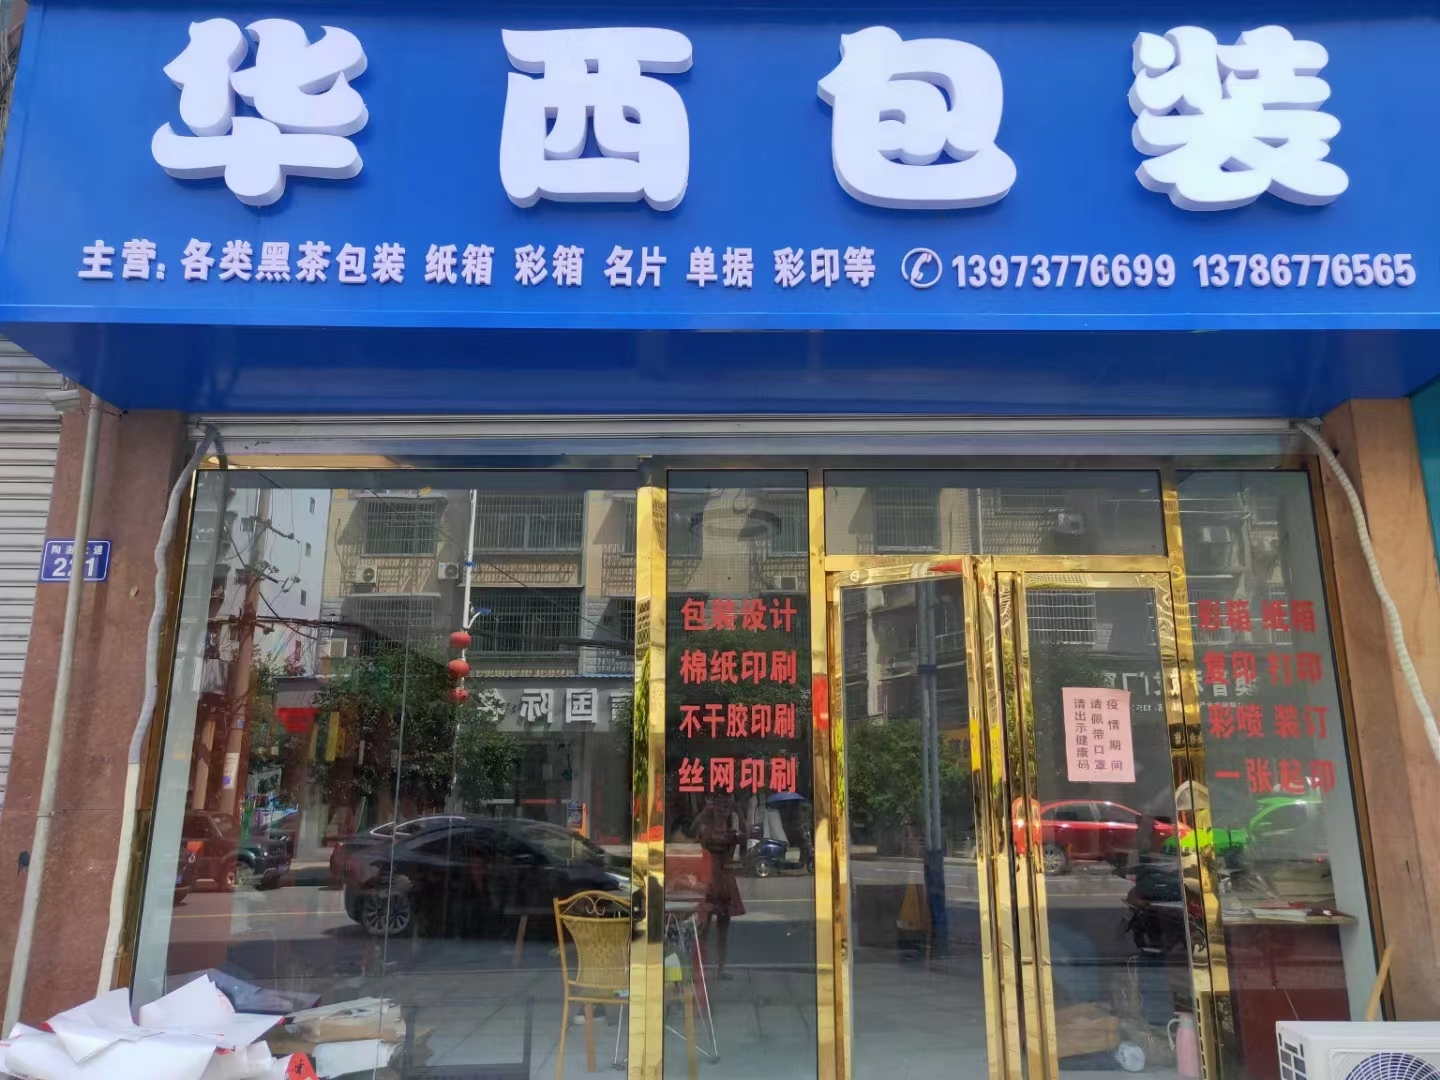 华西包装
主营：各类黑茶包装 纸箱 彩箱 名片 单据 彩印等 13973776699 13786776565
221
包装设计
棉纸印刷
不干胶印刷
丝网印刷
彩箱 纸箱
复印 打印
彩喷 装订
一张起印
疫情期间
请佩带口罩
请出示健康码
国际